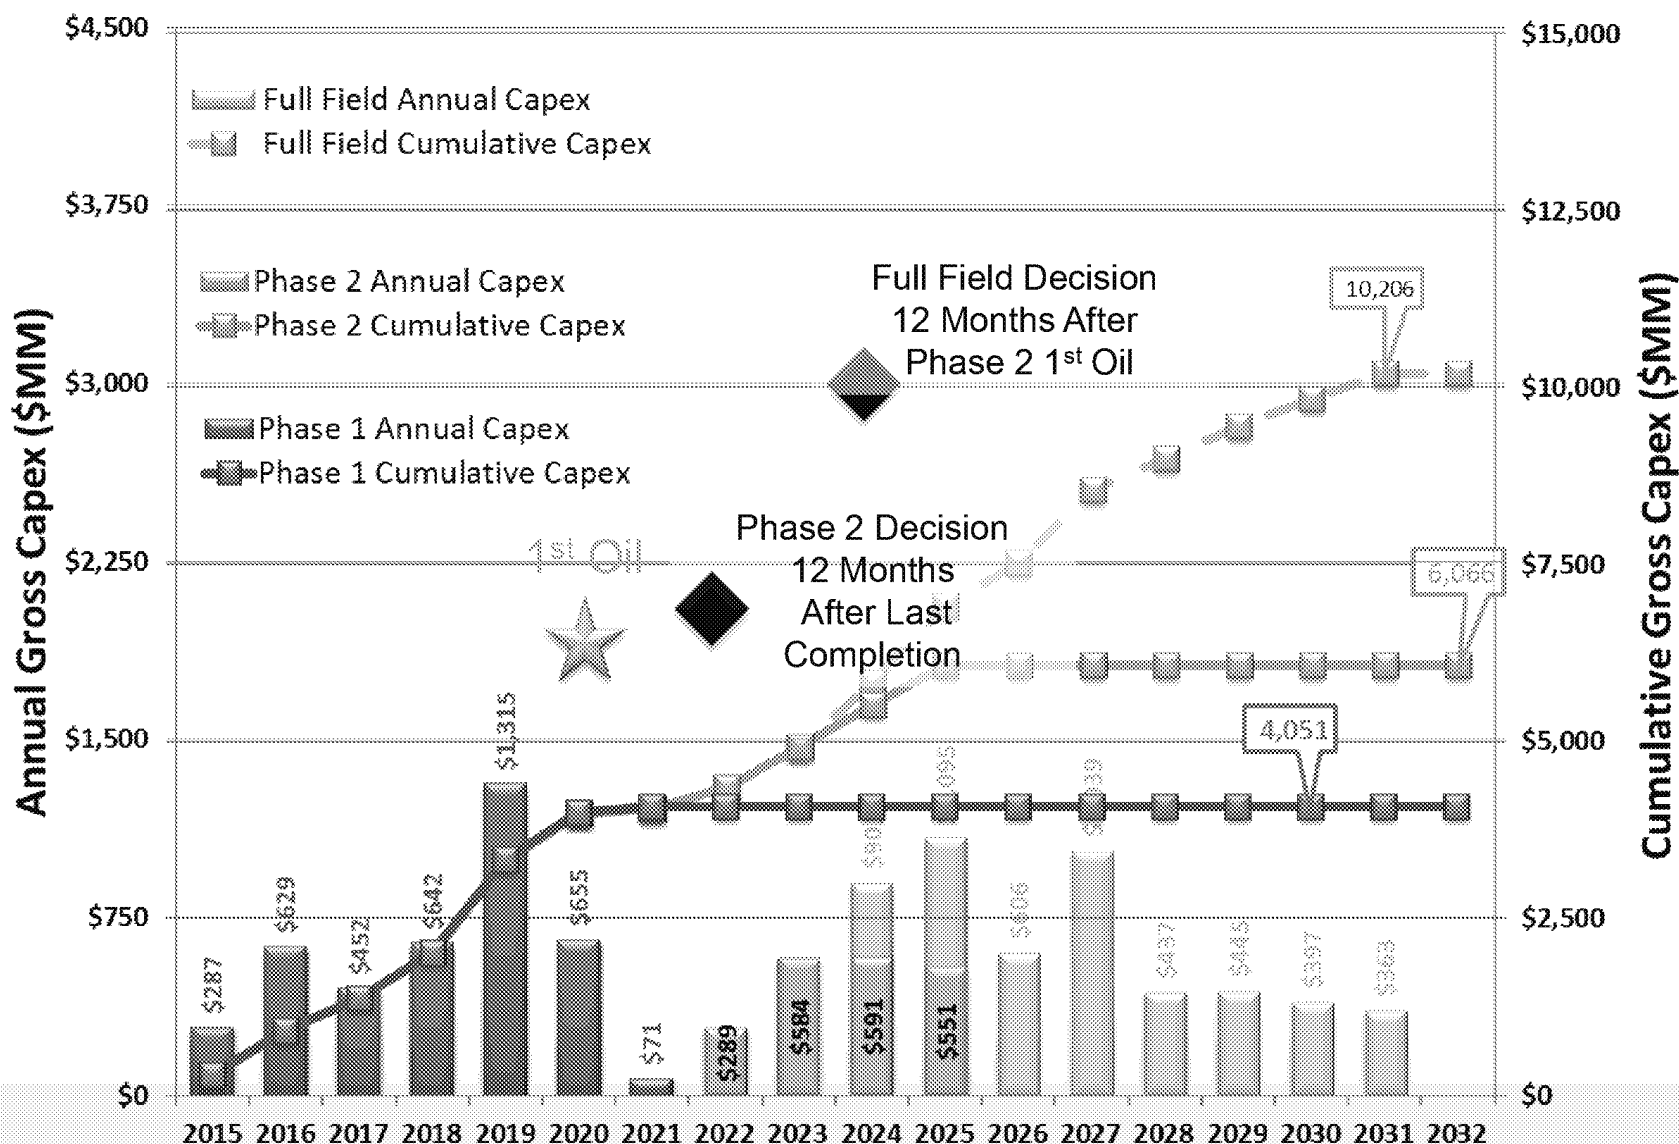 $4,500
$15,000
Full Field Annual Capex
Full Field Cumulative Capex
$3,750
$12,500
Phase 2 Annual Capex
Phase 2 Cumulative Capex
Full Field Decision
12 Months After
Phase 2 1st Oil
10,206
$3,000
$10,000
Phase 1 Annual Capex
Phase 1 Cumulative Capex
Annual Gross Capex ($MM)
Cumulative Gross Capex ($MM)
1st Oil
Phase 2 Decision
12 Months
After Last
Completion
$2,250
$7,500
6,066
$1,500
$5,000
4,051
$750
$2,500
$287
$629
$452
$642
$1,315
$655
$71
$289
$584
$591
$551
$606
$437
$445
$397
$363
$0
$0
2015 2016 2017 2018 2019 2020 2021 2022 2023 2024 2025 2026 2027 2028 2029 2030 2031 2032